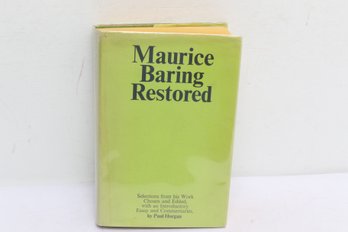 Maurice
Baring
Restored
Selections from his Work
Chosen and Edited,
with an Introductory
Essay and Commentaries,
by Paul Horgan